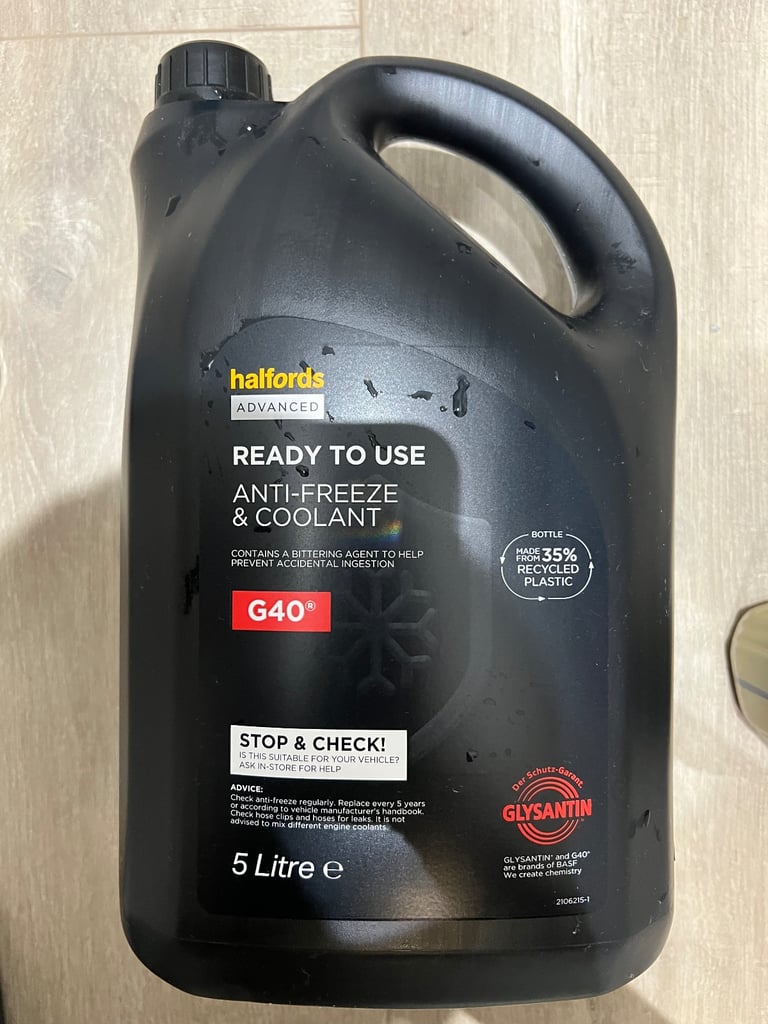 halfords
ADVANCED
READY TO USE
ANTI-FREEZE
& COOLANT
CONTAINS A BITTERING AGENT TO HELP
PREVENT ACCIDENTAL INGESTION
BOTTLE
MADE FROM 35%
RECYCLED
PLASTIC
G40®
STOP & CHECK!
IS THIS SUITABLE FOR YOUR VEHICLE?
ASK IN-STORE FOR HELP
ADVICE:
Check anti-freeze regularly. Replace every 5 years
or according to vehicle manufacturer's handbook.
Check hose clips and hoses for leaks. It is not
advised to mix different engine coolants.
5 Litre ℮
Der Schutz-Garant.
GLYSANTIN®
GLYSANTIN® and G40®
are brands of BASF
We create chemistry
2106215-1